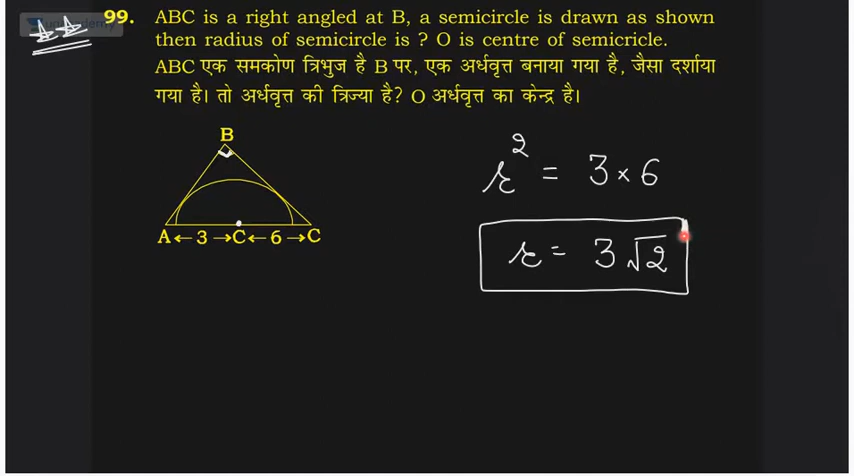 99. ABC is a right angled at B, a semicircle is drawn as shown
then radius of semicircle is ? O is centre of semicricle.
ABC एक समकोण त्रिभुज है B पर, एक अर्धवृत्त बनाया गया है, जैसा दर्शाया
गया है। तो अर्धवृत्त की त्रिज्या है? O अर्धवृत्त का केन्द्र है।
B
r² = 3 × 6
r = 3√2
A ← 3 → C ← 6 → C